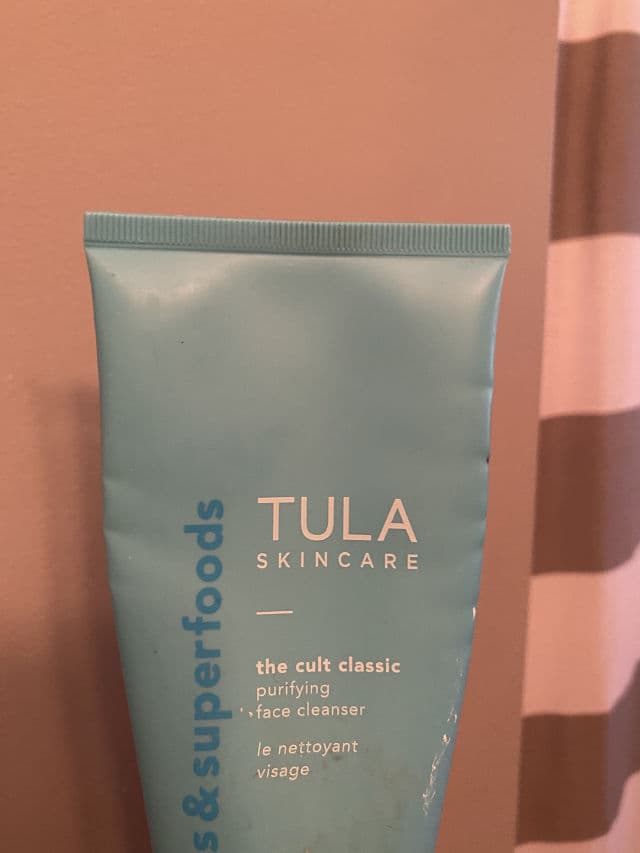 TULA
SKINCARE
the cult classic
purifying
face cleanser
le nettoyant
visage
& superfoods